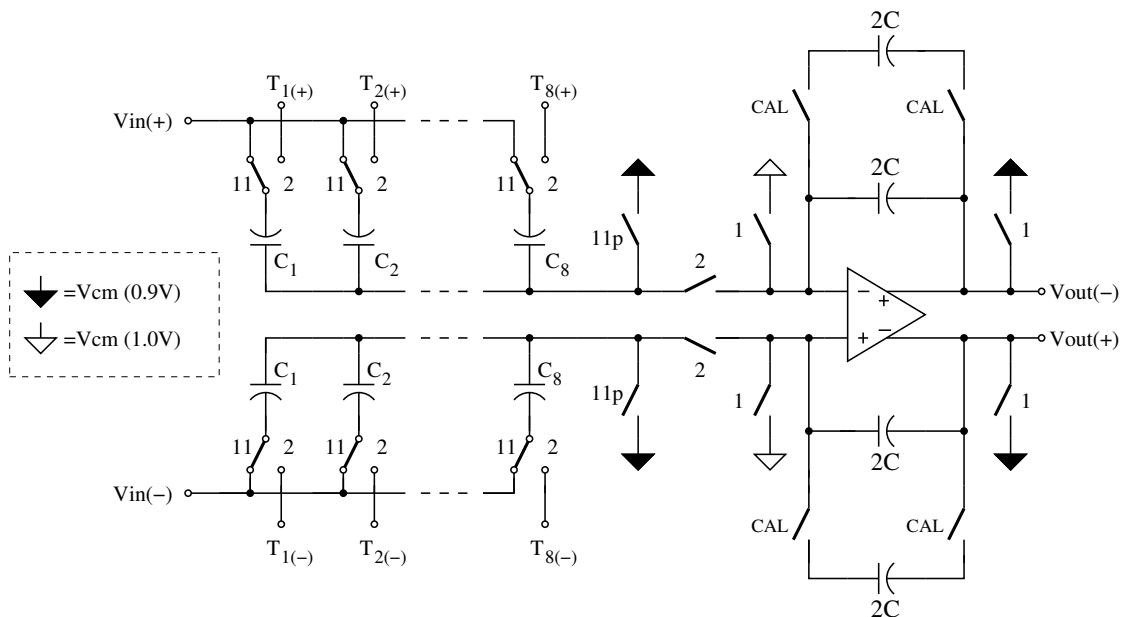 2C
T1(+) T2(+) T8(+)
CAL CAL
Vin(+)
2C
11 2 11 2 11 2
11p 1 1
C1 C2 C8
2
=Vcm (0.9V)
− + Vout(−)
=Vcm (1.0V)
+ − Vout(+)
C1 C2 C8
2
11p 1 1
11 2 11 2 11 2
2C
Vin(−)
CAL CAL
T1(−) T2(−) T8(−)
2C